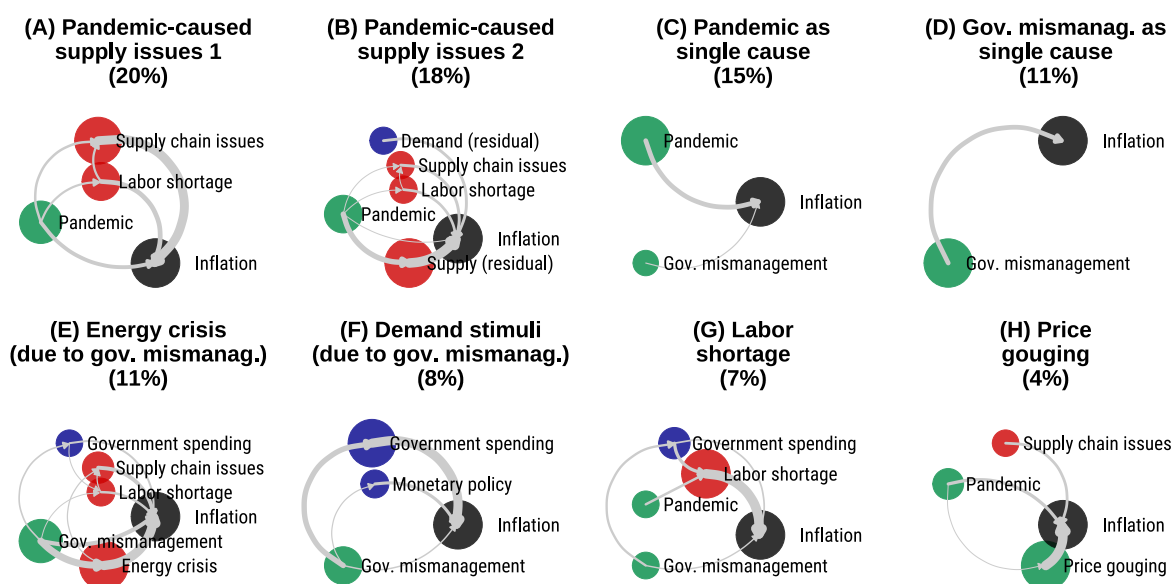 (A) Pandemic-caused
supply issues 1
(20%)
Supply chain issues
Labor shortage
Pandemic
Inflation
(B) Pandemic-caused
supply issues 2
(18%)
Demand (residual)
Supply chain issues
Labor shortage
Pandemic
Inflation
Supply (residual)
(C) Pandemic as
single cause
(15%)
Pandemic
Inflation
Gov. mismanagement
(D) Gov. mismanag. as
single cause
(11%)
Inflation
Gov. mismanagement
(E) Energy crisis
(due to gov. mismanag.)
(11%)
Government spending
Supply chain issues
Labor shortage
Inflation
Gov. mismanagement
Energy crisis
(F) Demand stimuli
(due to gov. mismanag.)
(8%)
Government spending
Monetary policy
Inflation
Gov. mismanagement
(G) Labor
shortage
(7%)
Government spending
Labor shortage
Pandemic
Inflation
Gov. mismanagement
(H) Price
gouging
(4%)
Supply chain issues
Pandemic
Inflation
Price gouging